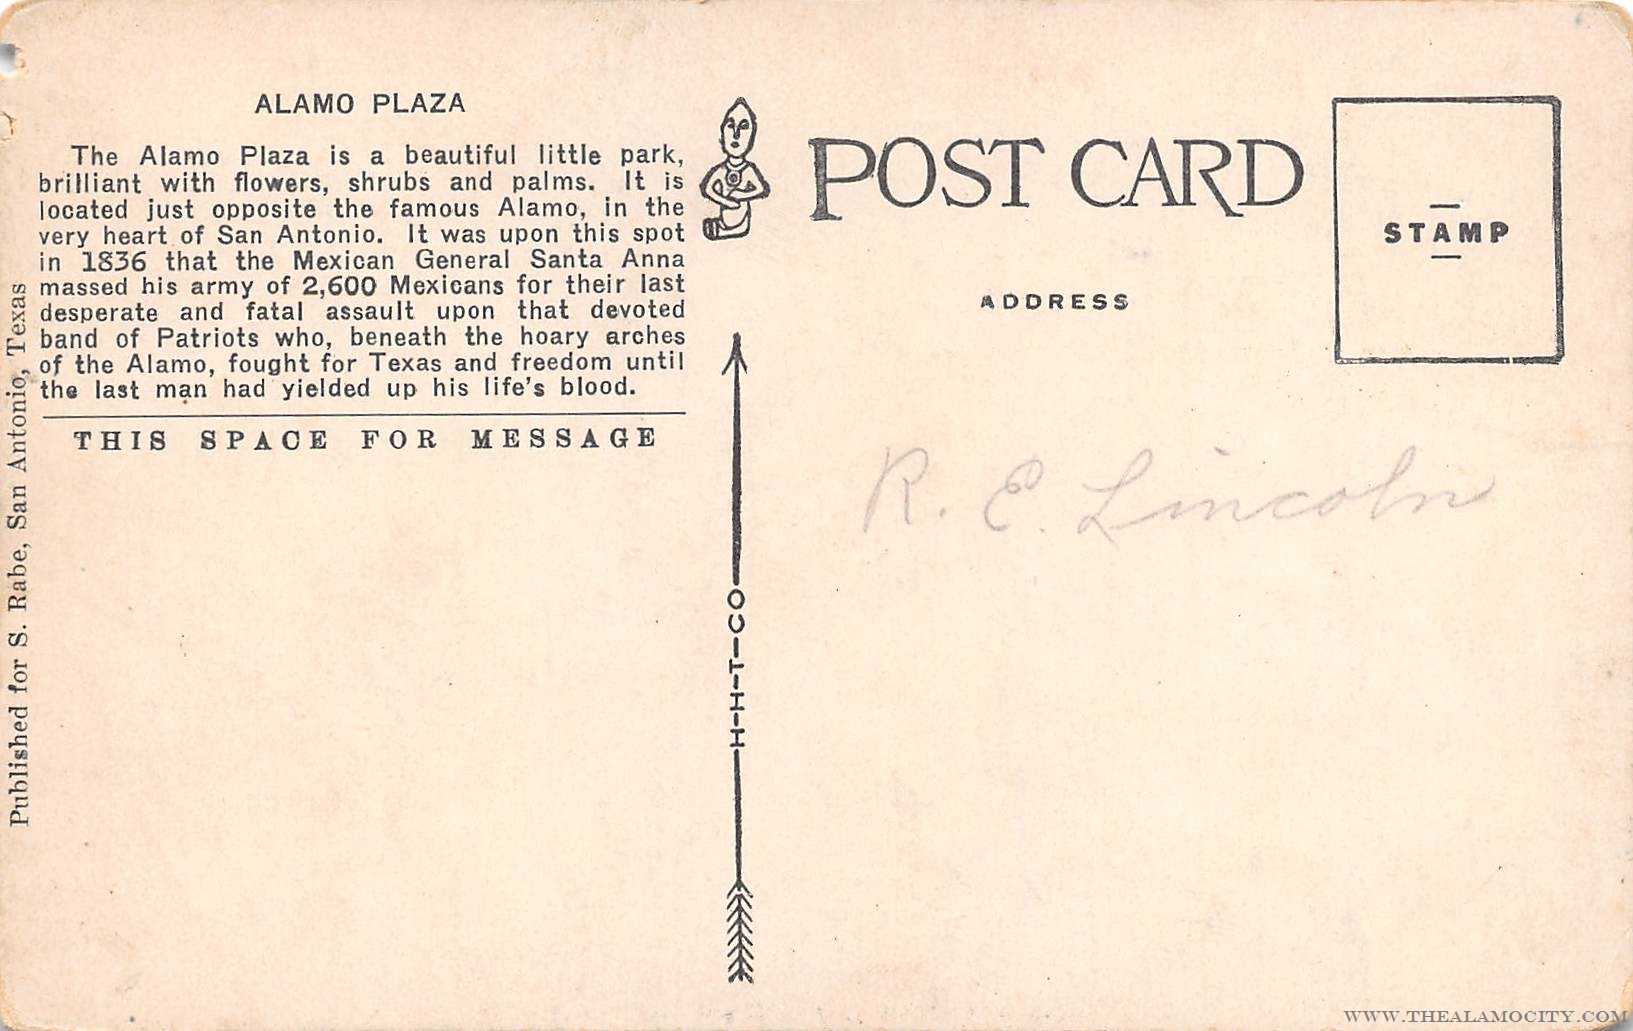 ALAMO PLAZA
The Alamo Plaza is a beautiful little park,
brilliant with flowers, shrubs and palms. It is
located just opposite the famous Alamo, in the
very heart of San Antonio. It was upon this spot
in 1836 that the Mexican General Santa Anna
massed his army of 2,600 Mexicans for their last
desperate and fatal assault upon that devoted
band of Patriots who, beneath the hoary arches
of the Alamo, fought for Texas and freedom until
the last man had yielded up his life's blood.
THIS SPACE FOR MESSAGE
Published for S. Rabe, San Antonio, Texas
H-H-T-I-CO
POST CARD
ADDRESS
STAMP
R. E. Lincoln
WWW.THEALAMOCITY.COM